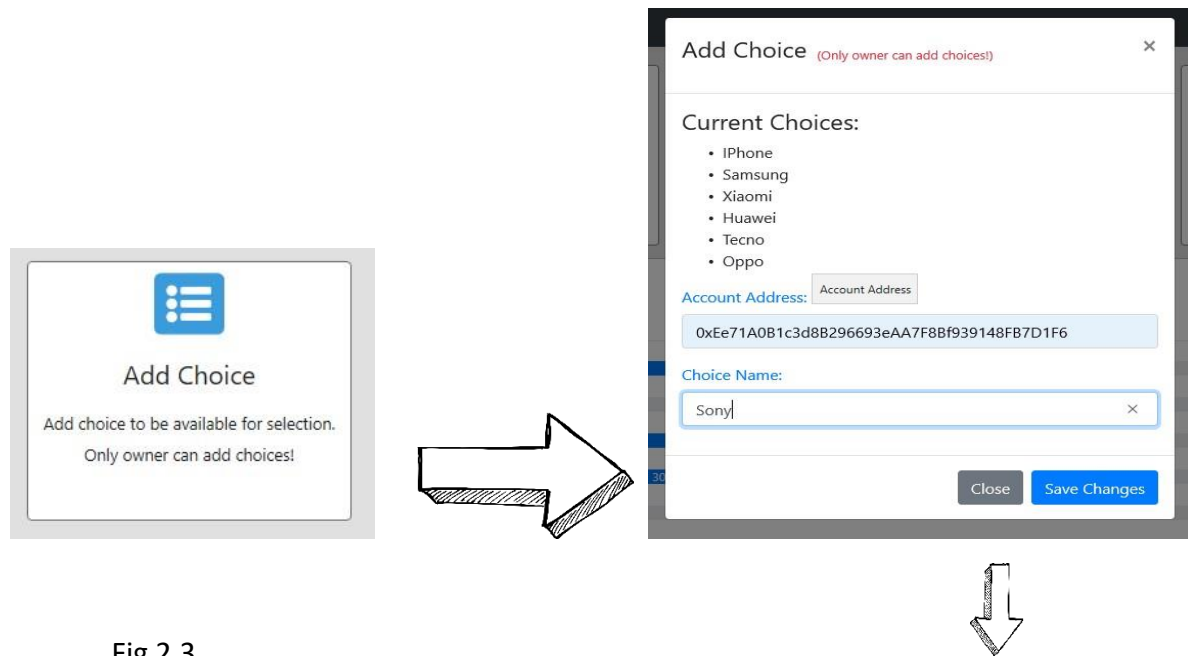 Add Choice (Only owner can add choices!)
×
Current Choices:
• IPhone
• Samsung
• Xiaomi
• Huawei
• Tecno
• Oppo
Account Address:
Account Address
0xEe71A0B1c3d8B296693eAA7F8Bf939148FB7D1F6
Choice Name:
Sony
×
30
Close
Save Changes
Add Choice
Add choice to be available for selection.
Only owner can add choices!
Fig 2.3